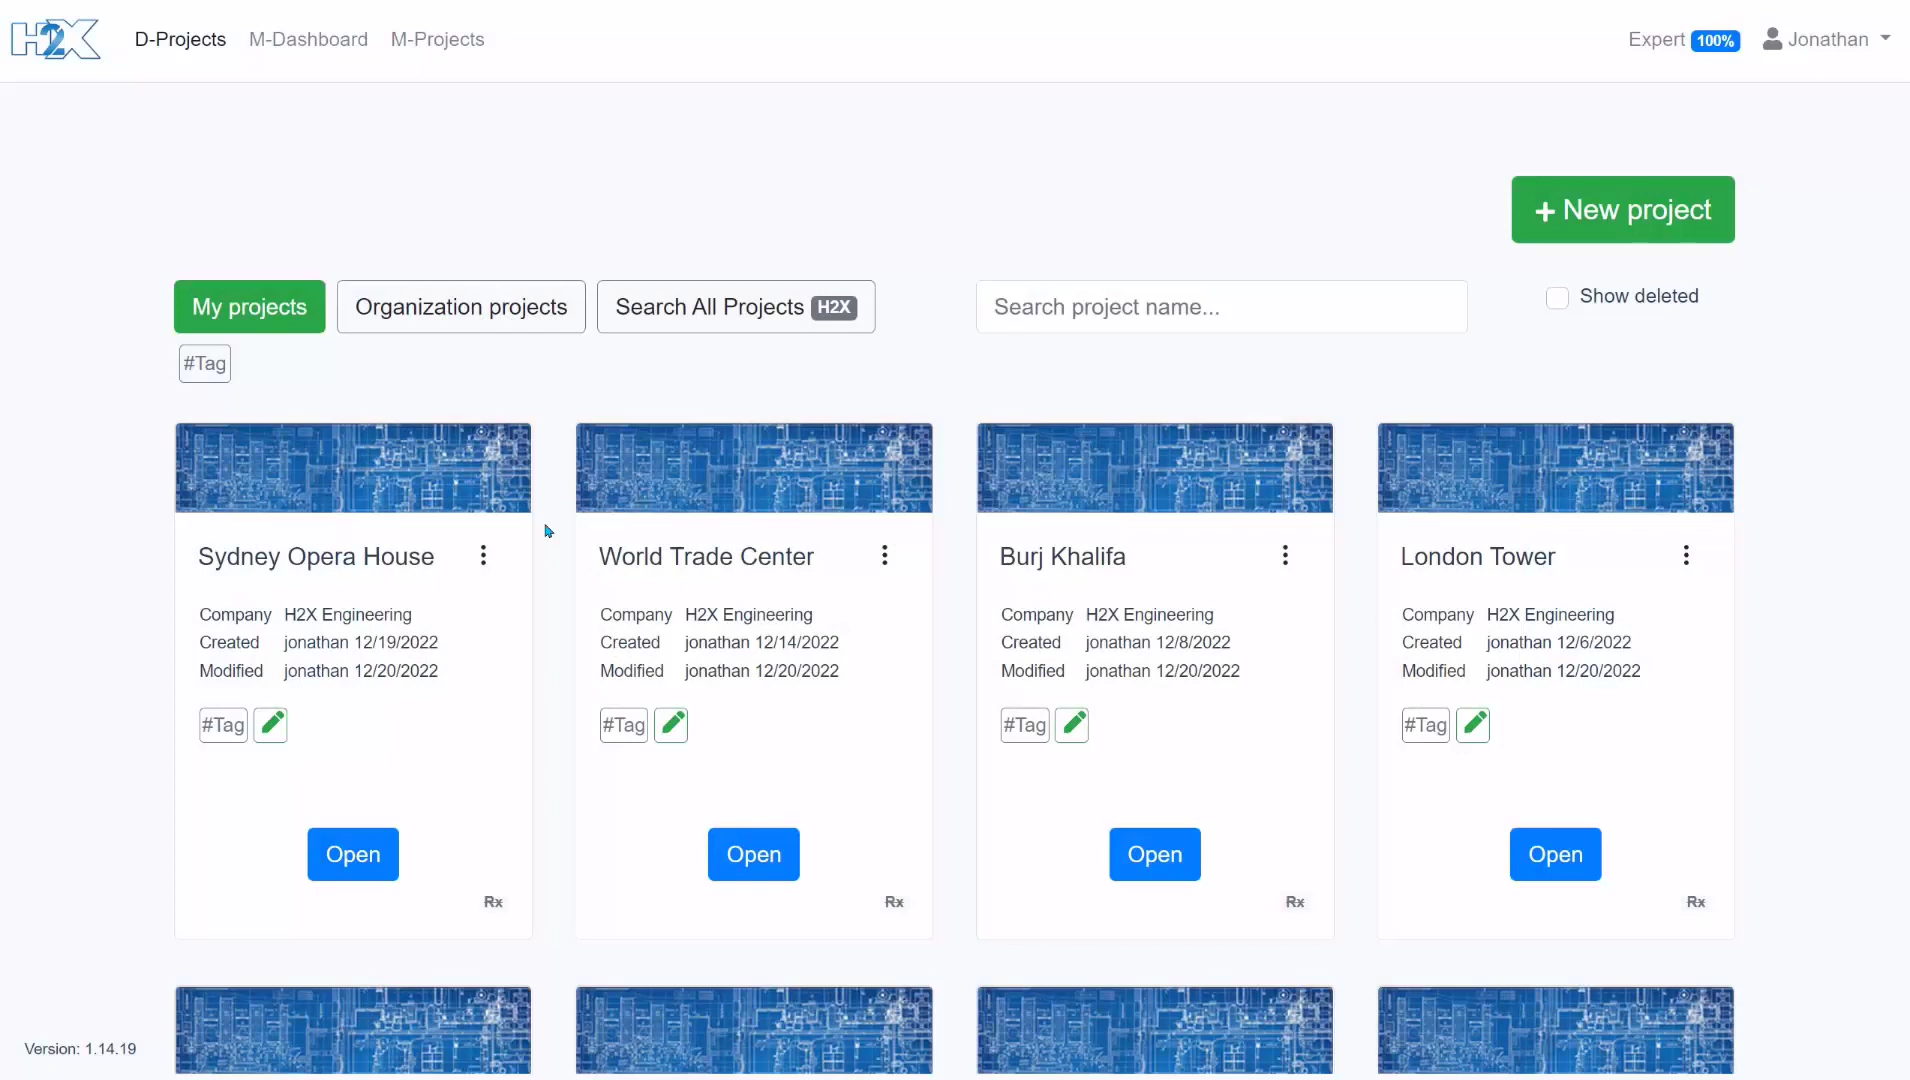 H2X D-Projects M-Dashboard M-Projects Expert 100% Jonathan
+ New project
My projects Organization projects Search All Projects H2X Search project name... Show deleted
#Tag
Sydney Opera House World Trade Center Burj Khalifa London Tower
Company H2X Engineering Company H2X Engineering Company H2X Engineering Company H2X Engineering
Created jonathan 12/19/2022 Created jonathan 12/14/2022 Created jonathan 12/8/2022 Created jonathan 12/6/2022
Modified jonathan 12/20/2022 Modified jonathan 12/20/2022 Modified jonathan 12/20/2022 Modified jonathan 12/20/2022
#Tag #Tag #Tag #Tag
Open Open Open Open
Rx Rx Rx Rx
Version: 1.14.19